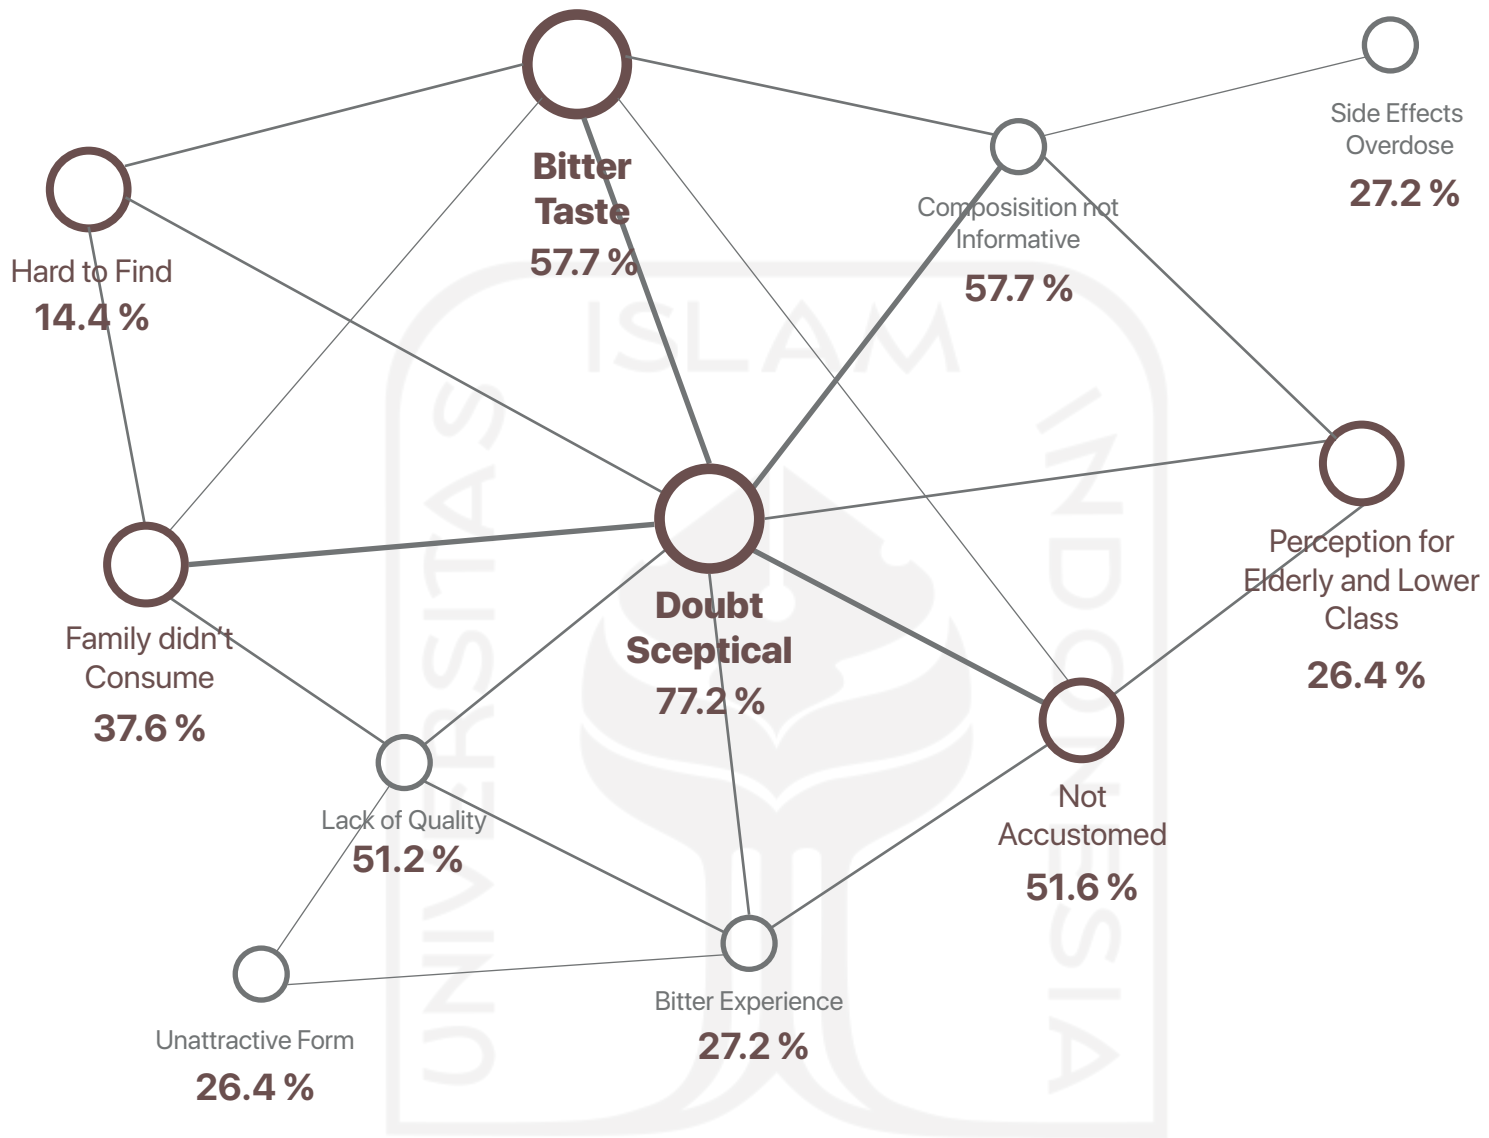 Side Effects
Overdose
27.2 %
Bitter
Taste
57.7 %
Composisition not
Informative
57.7 %
Hard to Find
14.4 %
ISLAM
UNIVERSITAS
INDONESIA
Perception for
Elderly and Lower
Class
26.4 %
Doubt
Sceptical
77.2 %
Family didn't
Consume
37.6 %
Not
Accustomed
51.6 %
Lack of Quality
51.2 %
Bitter Experience
27.2 %
Unattractive Form
26.4 %